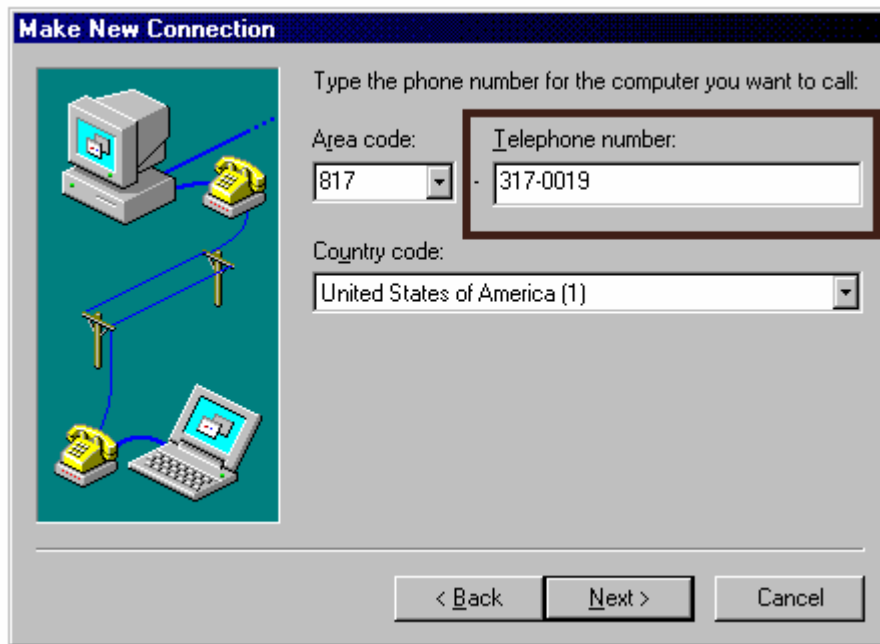 Make New Connection
Type the phone number for the computer you want to call:
Area code:
Telephone number:
817
-
317-0019
Country code:
United States of America (1)
< Back
Next >
Cancel